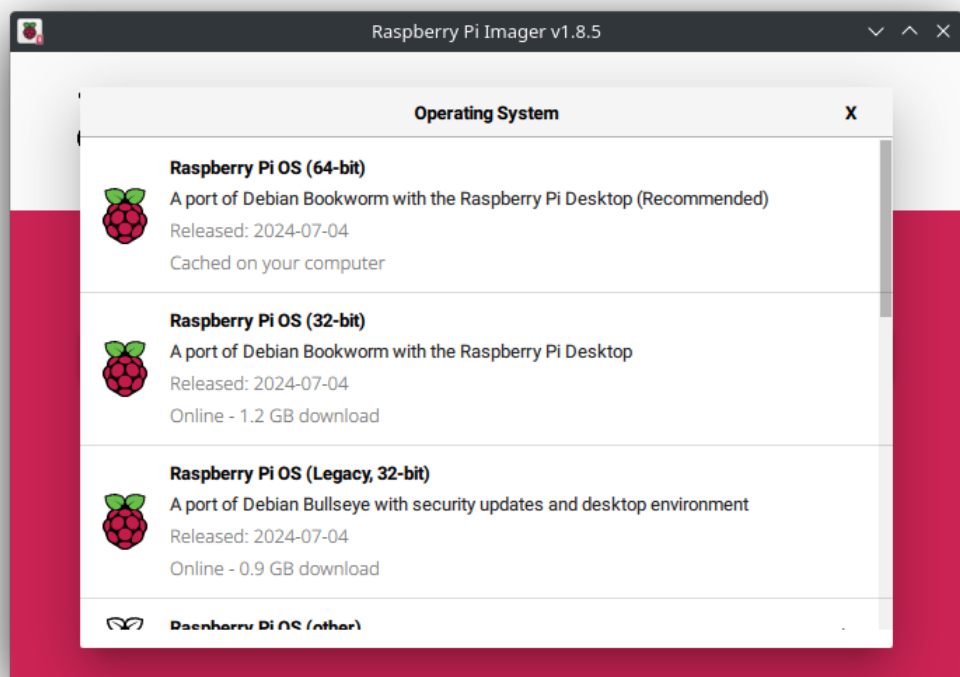 Raspberry Pi Imager v1.8.5
Operating System
X
Raspberry Pi OS (64-bit)
A port of Debian Bookworm with the Raspberry Pi Desktop (Recommended)
Released: 2024-07-04
Cached on your computer
Raspberry Pi OS (32-bit)
A port of Debian Bookworm with the Raspberry Pi Desktop
Released: 2024-07-04
Online - 1.2 GB download
Raspberry Pi OS (Legacy, 32-bit)
A port of Debian Bullseye with security updates and desktop environment
Released: 2024-07-04
Online - 0.9 GB download
Raspberry Pi OS (other)